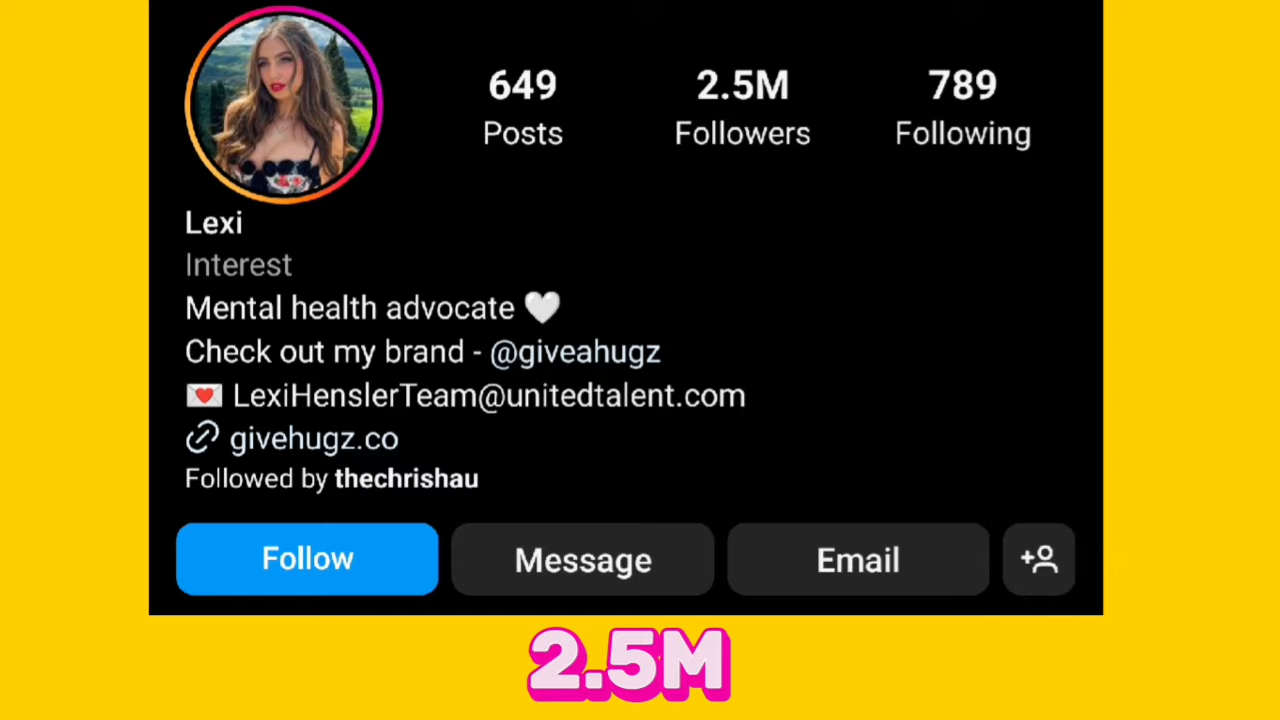 649 2.5M 789
Posts Followers Following
Lexi
Interest
Mental health advocate 🤍
Check out my brand - @giveahugz
💌 LexiHenslerTeam@unitedtalent.com
givehugz.co
Followed by thechrishau
Follow Message Email
2.5M